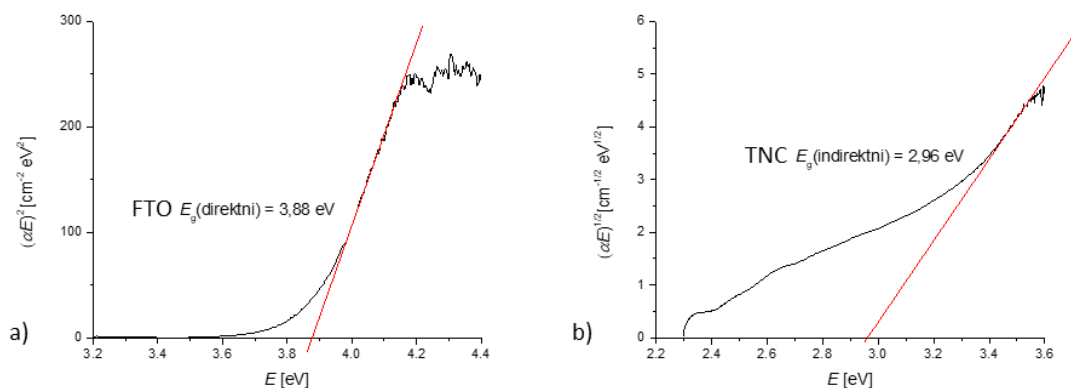 300
200
100
0
(αE)² [cm⁻² eV²]
FTO E_g(direktni) = 3,88 eV
3.2 3.4 3.6 3.8 4.0 4.2 4.4
E [eV]
a)
6
5
4
3
2
1
0
(αE)^1/2 [cm^-1/2 eV^1/2]
TNC E_g(indirektni) = 2,96 eV
2.2 2.4 2.6 2.8 3.0 3.2 3.4 3.6
E [eV]
b)